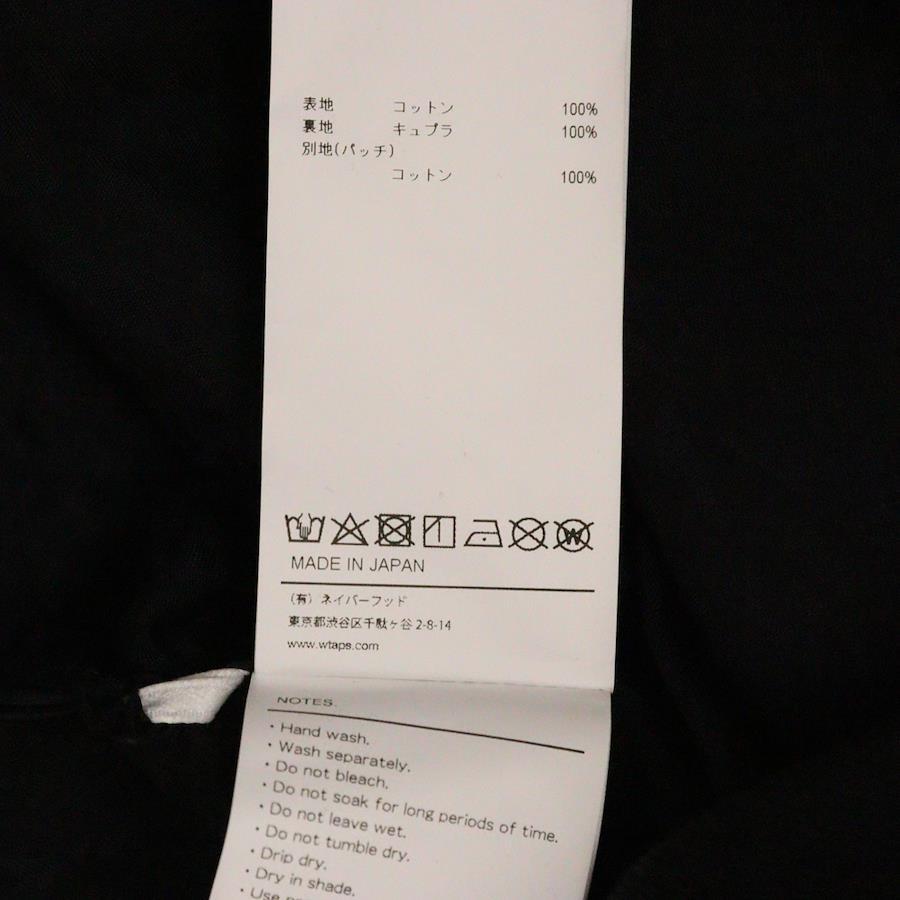 表地 コットン 100%
裏地 キュプラ 100%
別地(パッチ)
コットン 100%
W
MADE IN JAPAN
(有) ネイバーフッド
東京都渋谷区千駄ヶ谷 2-8-14
www.wtaps.com
NOTES.
・Hand wash.
・Wash separately.
・Do not bleach.
・Do not soak for long periods of time.
・Do not leave wet.
・Do not tumble dry.
・Drip dry.
・Dry in shade.
・Use